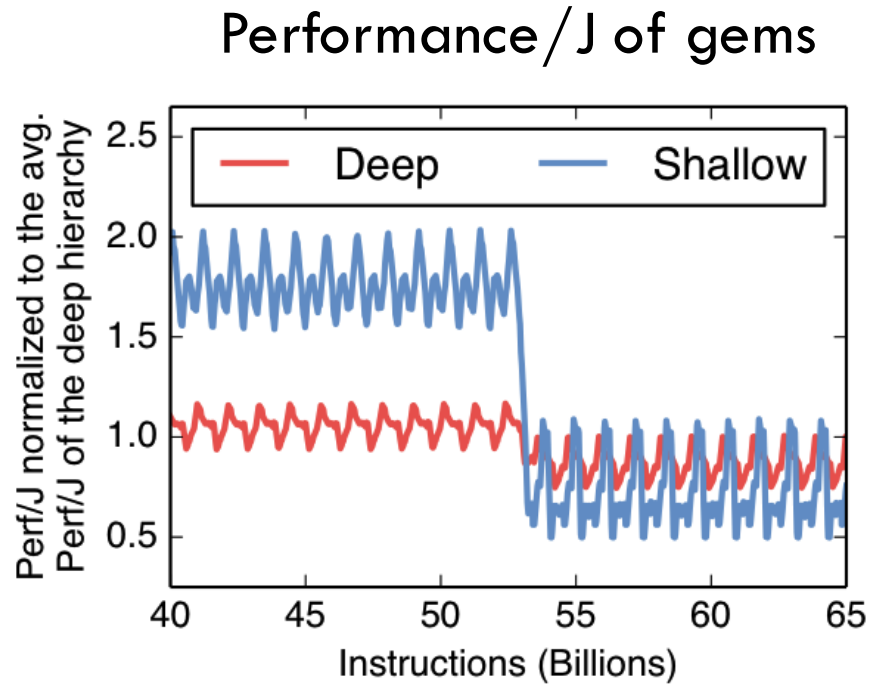 Performance/J of gems
Perf/J normalized to the avg.
Perf/J of the deep hierarchy
2.5
2.0
1.5
1.0
0.5
Deep Shallow
40 45 50 55 60 65
Instructions (Billions)